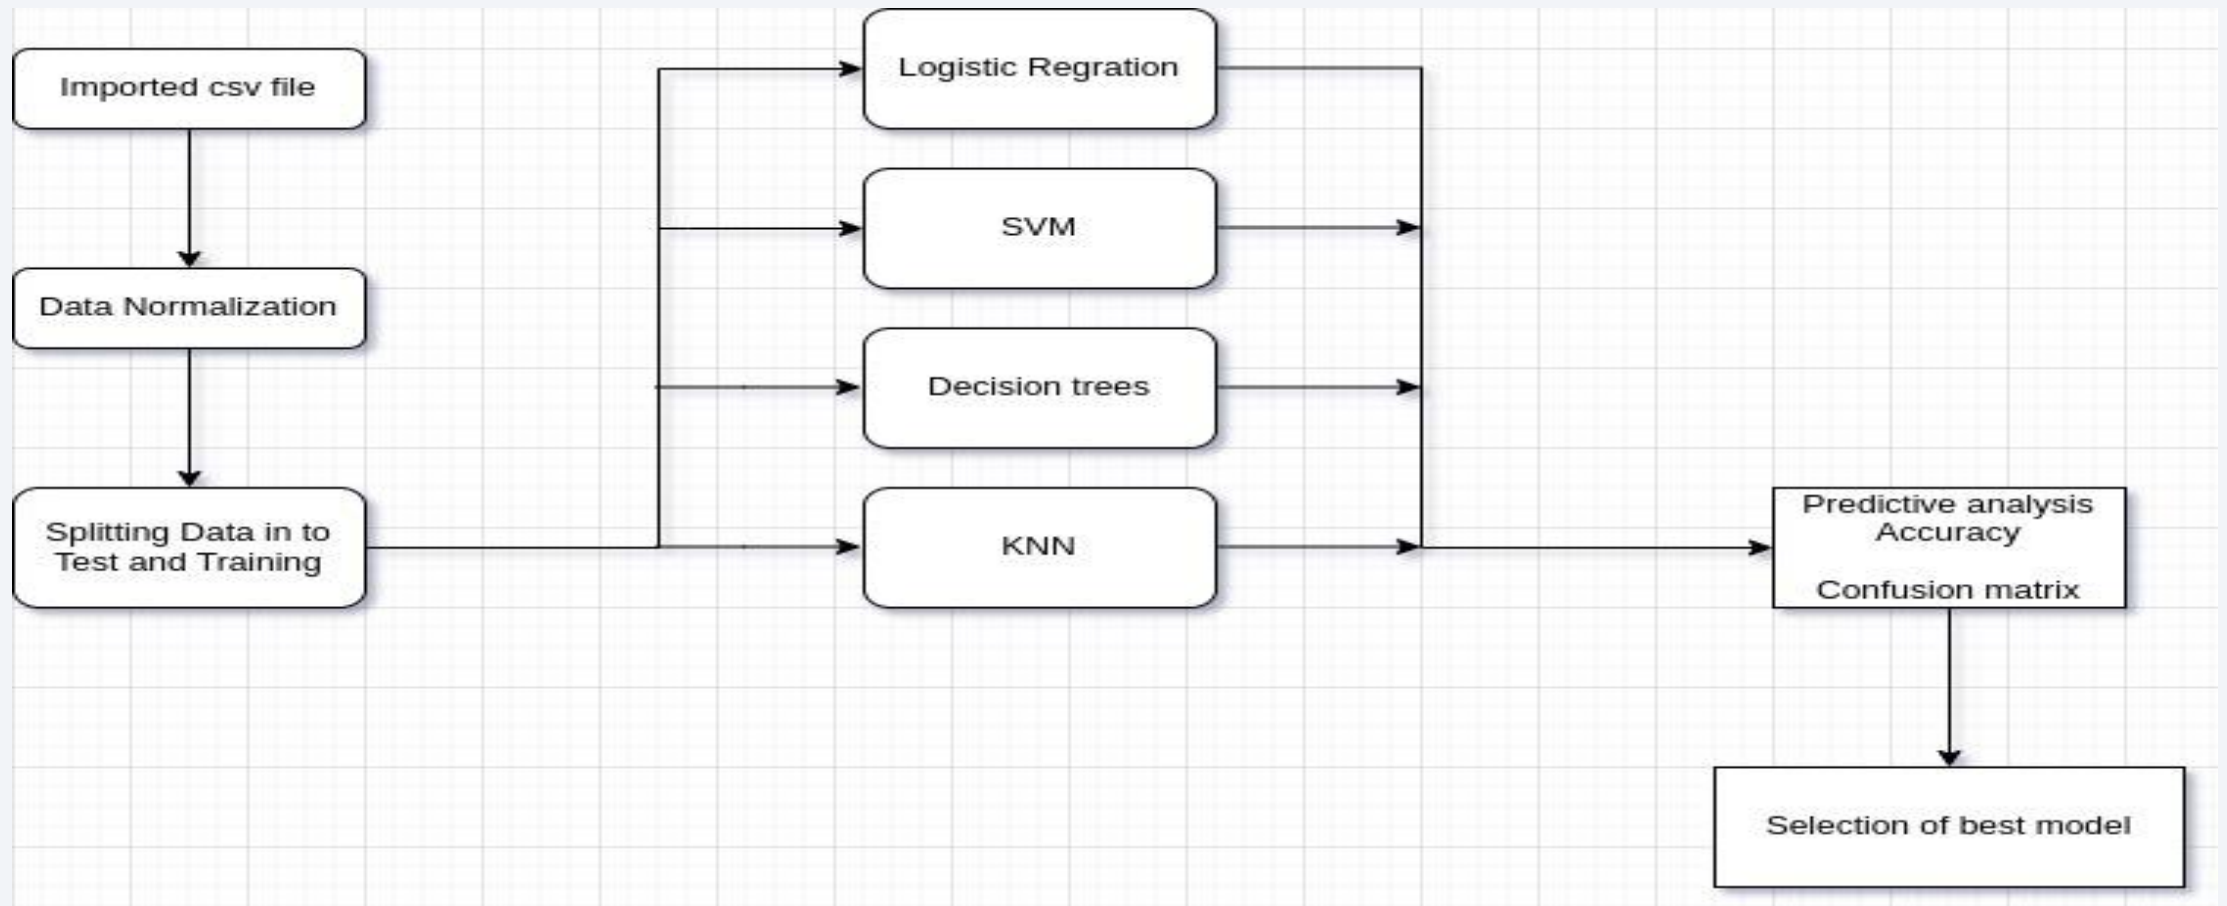 Imported csv file
Data Normalization
Splitting Data in to
Test and Training
Logistic Regration
SVM
Decision trees
KNN
Predictive analysis
Accuracy
Confusion matrix
Selection of best model